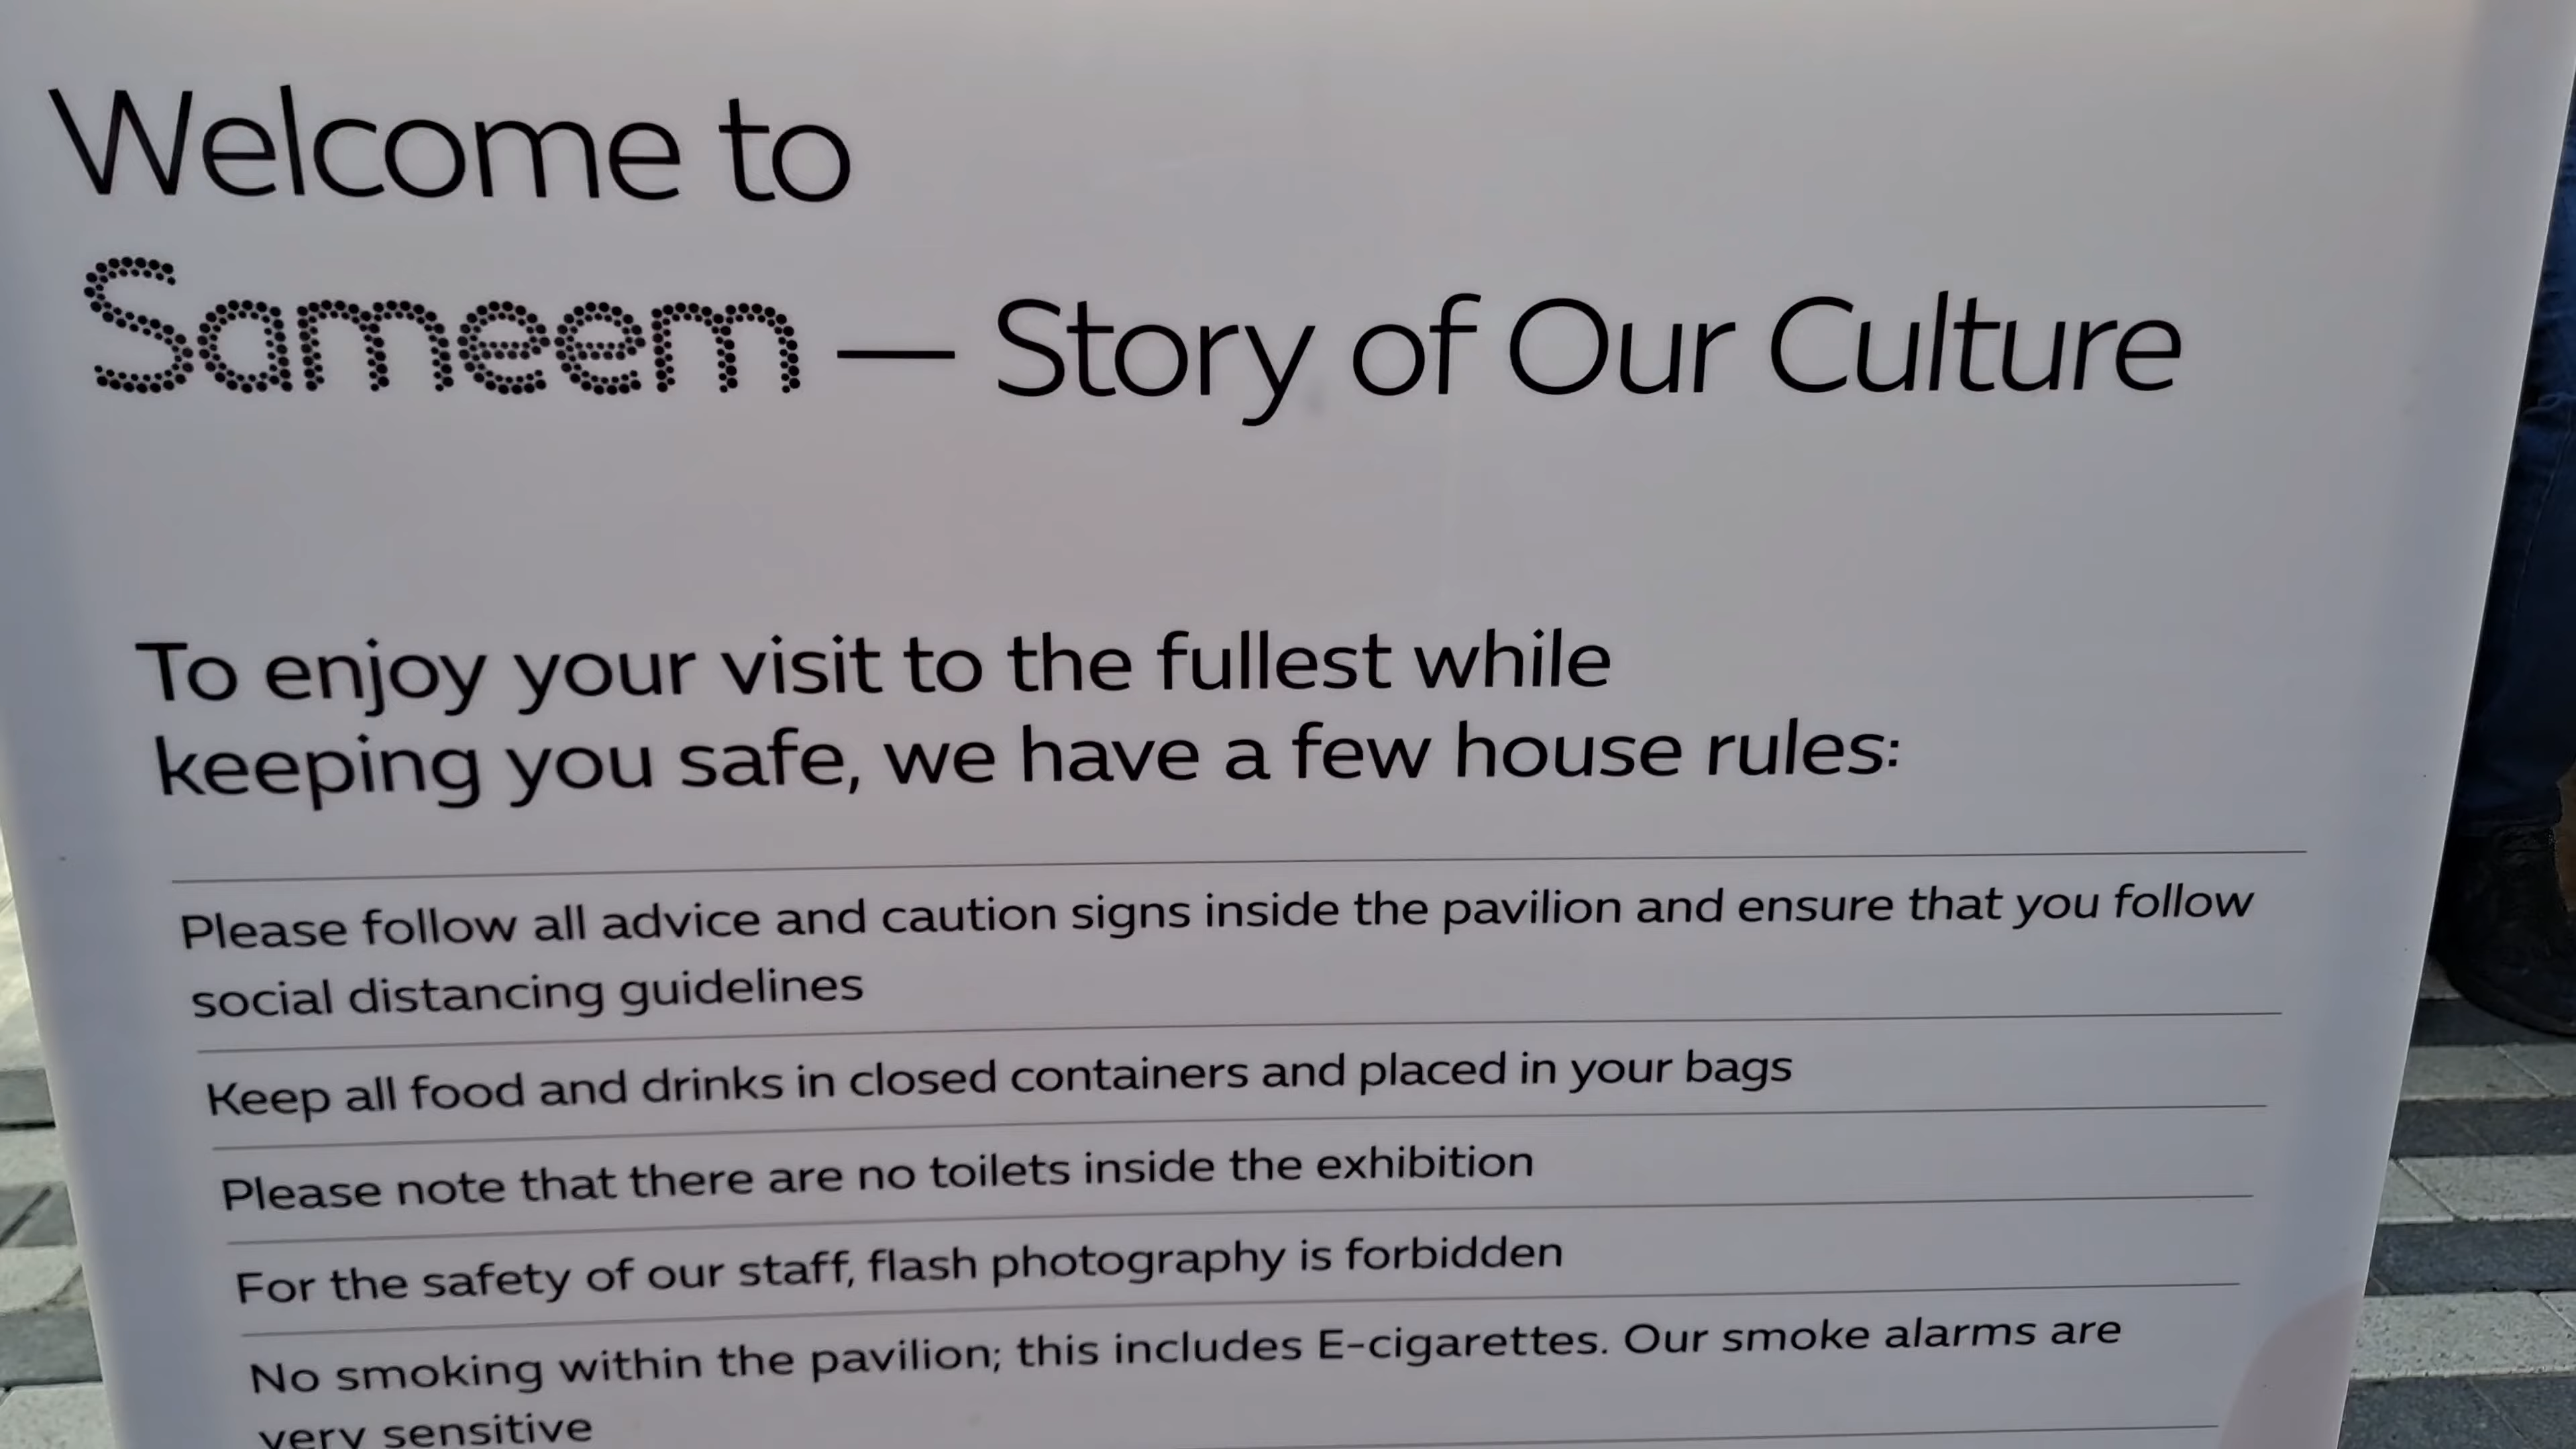 Welcome to
Sameem — Story of Our Culture
To enjoy your visit to the fullest while
keeping you safe, we have a few house rules:
Please follow all advice and caution signs inside the pavilion and ensure that you follow
social distancing guidelines
Keep all food and drinks in closed containers and placed in your bags
Please note that there are no toilets inside the exhibition
For the safety of our staff, flash photography is forbidden
No smoking within the pavilion; this includes E-cigarettes. Our smoke alarms are
very sensitive